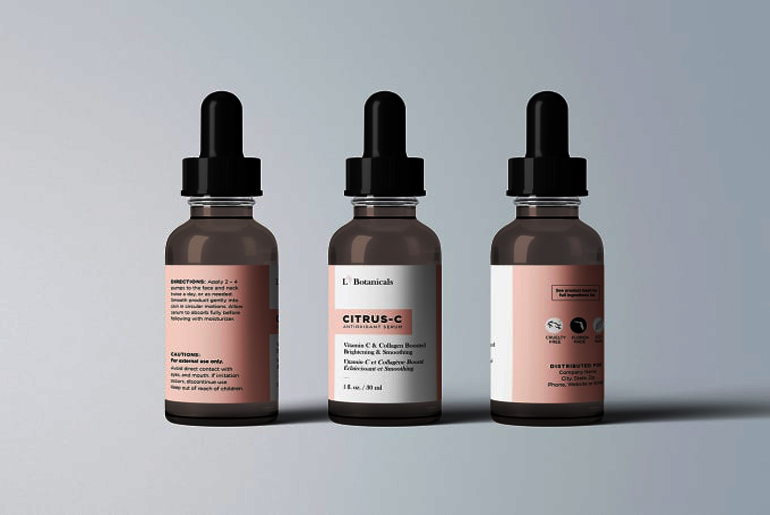 DIRECTIONS: Apply 2 - 4
pumps to the face and neck
twice a day, or as needed.
Smooth product gently into
skin in circular motions. Allow
serum to absorb fully before
following with moisturizer.
CAUTIONS:
For external use only.
Avoid direct contact with
eyes, and mouth. If irritation
occurs, discontinue use
Keep out of reach of children.
L Botanicals
CITRUS-C
ANTIOXIDANT SERUM
Vitamin C & Collagen Boosted
Brightening & Smoothing
Vitamin C et Collagène Boosté
Éclaircissant et Smoothing
1 fl. oz. / 30 ml
See product insert for
full ingredients list
CRUELTY
FREE
FLORIDA
MADE
DISTRIBUTED
Company Name
City, State, Zip
Phone, Website or